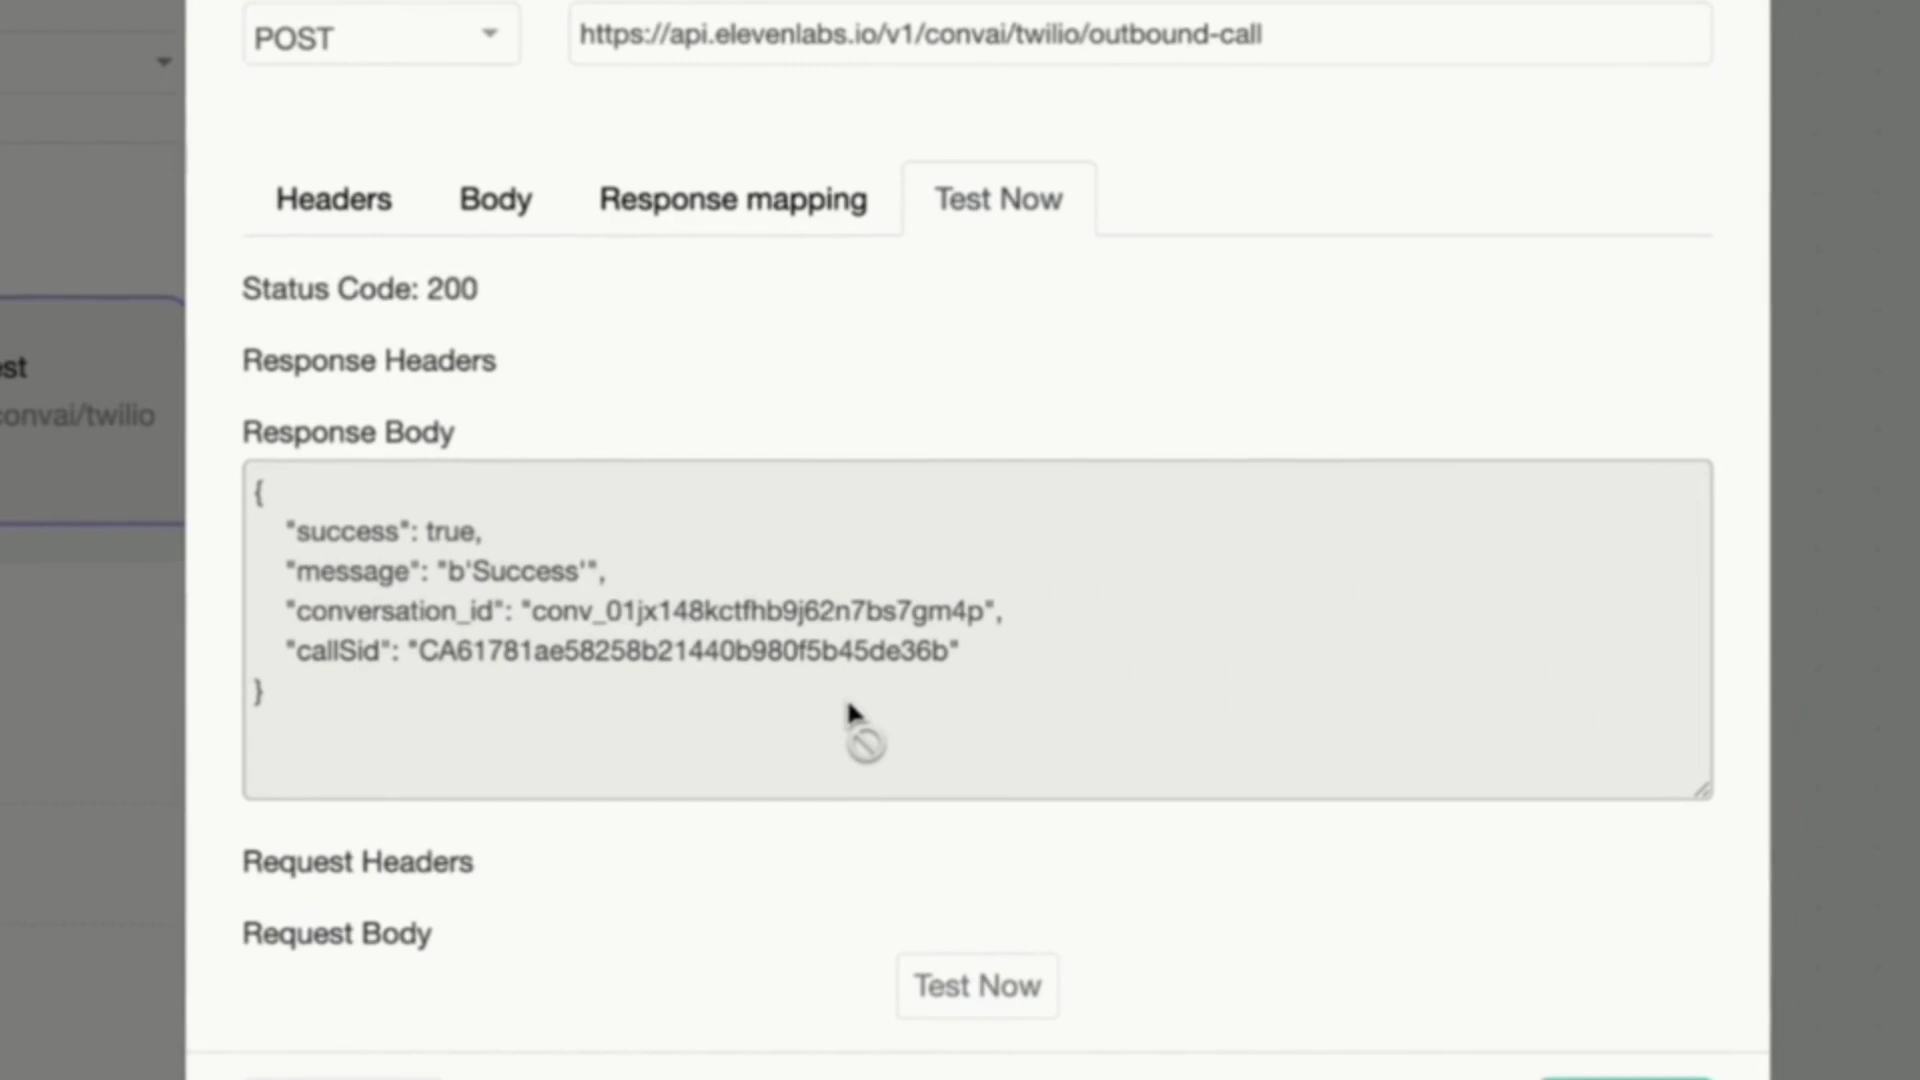 POST
https://api.elevenlabs.io/v1/convai/twilio/outbound-call
Headers
Body
Response mapping
Test Now
Status Code: 200
Response Headers
est
convai/twilio
Response Body
{
"success": true,
"message": "b'Success'",
"conversation_id": "conv_01jx148kctfhb9j62n7bs7gm4p",
"callSid": "CA61781ae58258b21440b980f5b45de36b"
}
Request Headers
Request Body
Test Now